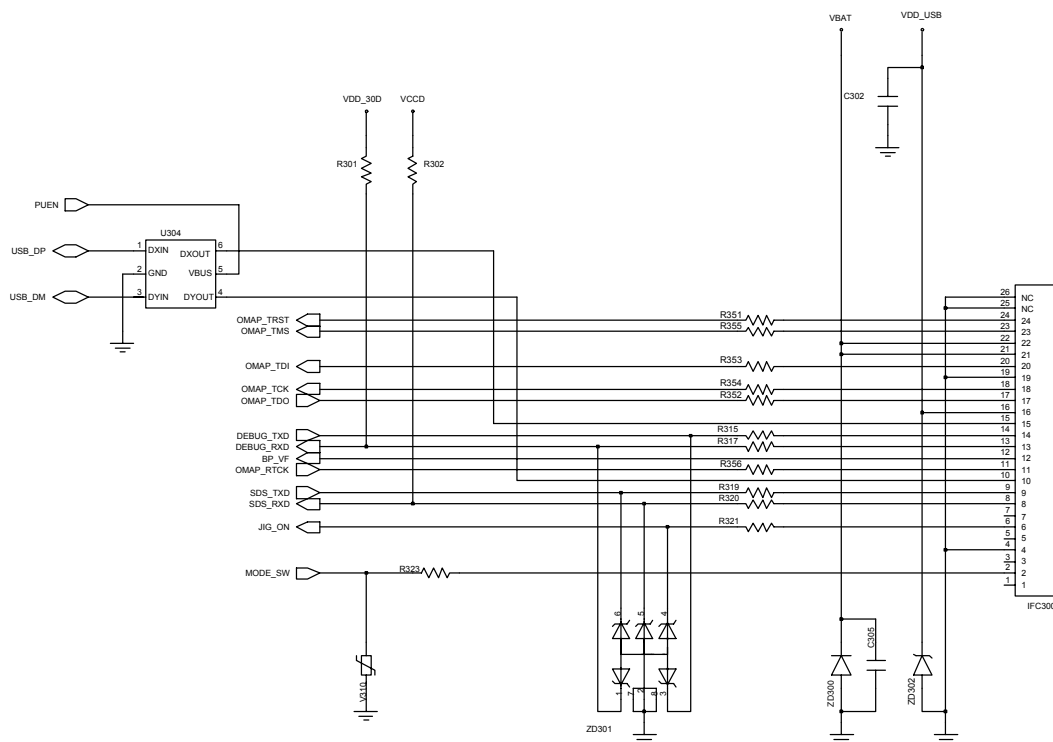 VBAT VDD_USB
C302
VDD_30D VCCD
R301 R302
PUEN
U304
USB_DP 1 DXIN DXOUT 6
2 GND VBUS 5
USB_DM 3 DYIN DYOUT 4
26 NC
25 NC
OMAP_TRST R351 24 24
OMAP_TMS R355 23 23
22 22
21 21
OMAP_TDI R353 20 20
19 19
OMAP_TCK R354 18 18
OMAP_TDO R352 17 17
16 16
15 15
DEBUG_TXD R315 14 14
DEBUG_RXD R317 13 13
BP_VF 12 12
OMAP_RTCK R356 11 11
10 10
SDS_TXD R319 9 9
SDS_RXD R320 8 8
7 7
JIG_ON R321 6 6
5 5
4 4
3 3
MODE_SW R323 2 2
1 1
IFC300
6 5 4
C305
V310
1 7 2 8 3
ZD300
ZD302
ZD301